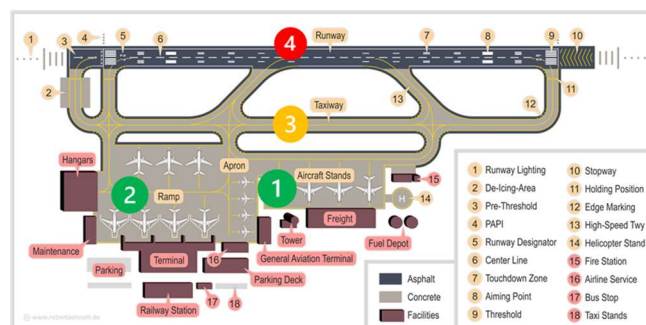 1
3
4
5
6
4
Runway
7
8
9
10
2
Taxiway
13
12
11
3
Hangars
Apron
Aircraft Stands
2
Ramp
1
15
14
H
Freight
Tower
Fuel Depot
Maintenance
Terminal
16
General Aviation Terminal
Parking
Parking Deck
Railway Station
17
18
Asphalt
Concrete
Facilities
1 Runway Lighting
2 De-Icing-Area
3 Pre-Threshold
4 PAPI
5 Runway Designator
6 Center Line
7 Touchdown Zone
8 Aiming Point
9 Threshold
10 Stopway
11 Holding Position
12 Edge Marking
13 High-Speed Twy
14 Helicopter Stand
15 Fire Station
16 Airline Service
17 Bus Stop
18 Taxi Stands